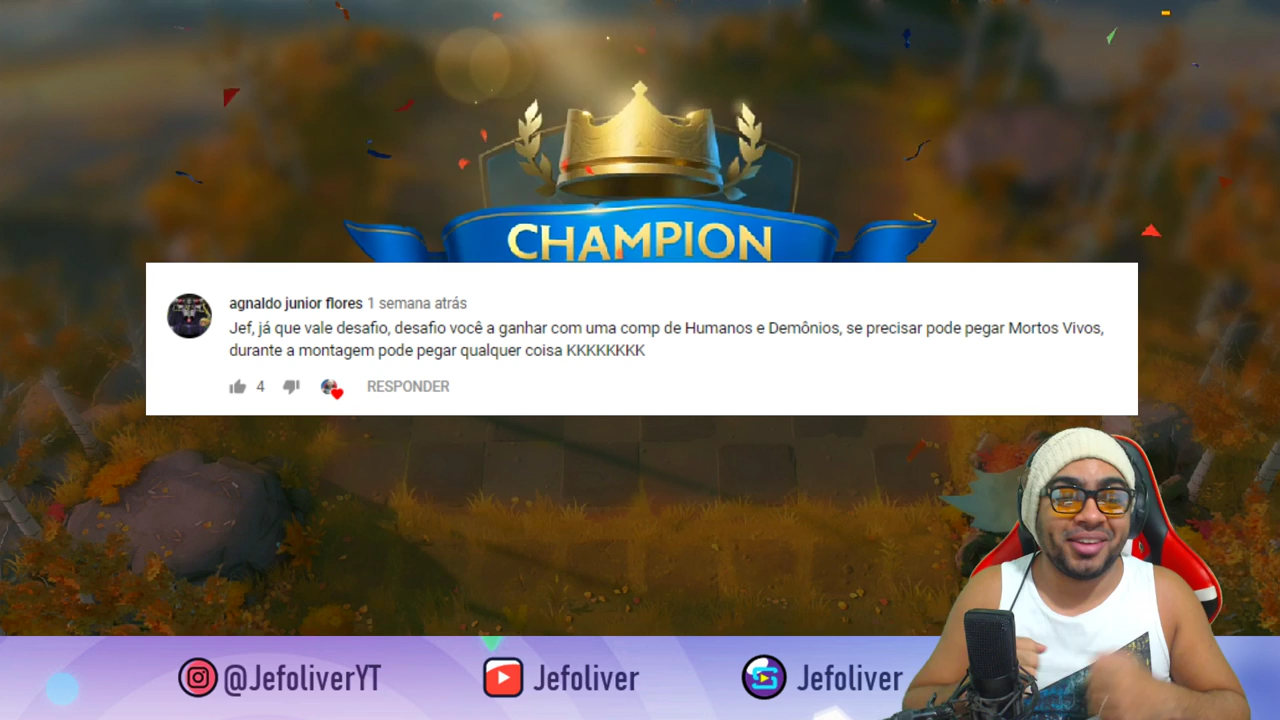 CHAMPION
agnaldo junior flores 1 semana atrás
Jef, já que vale desafio, desafio você a ganhar com uma comp de Humanos e Demônios, se precisar pode pegar Mortos Vivos,
durante a montagem pode pegar qualquer coisa KKKKKKKK
4 RESPONDER
@JefoliverYT Jefoliver Jefoliver